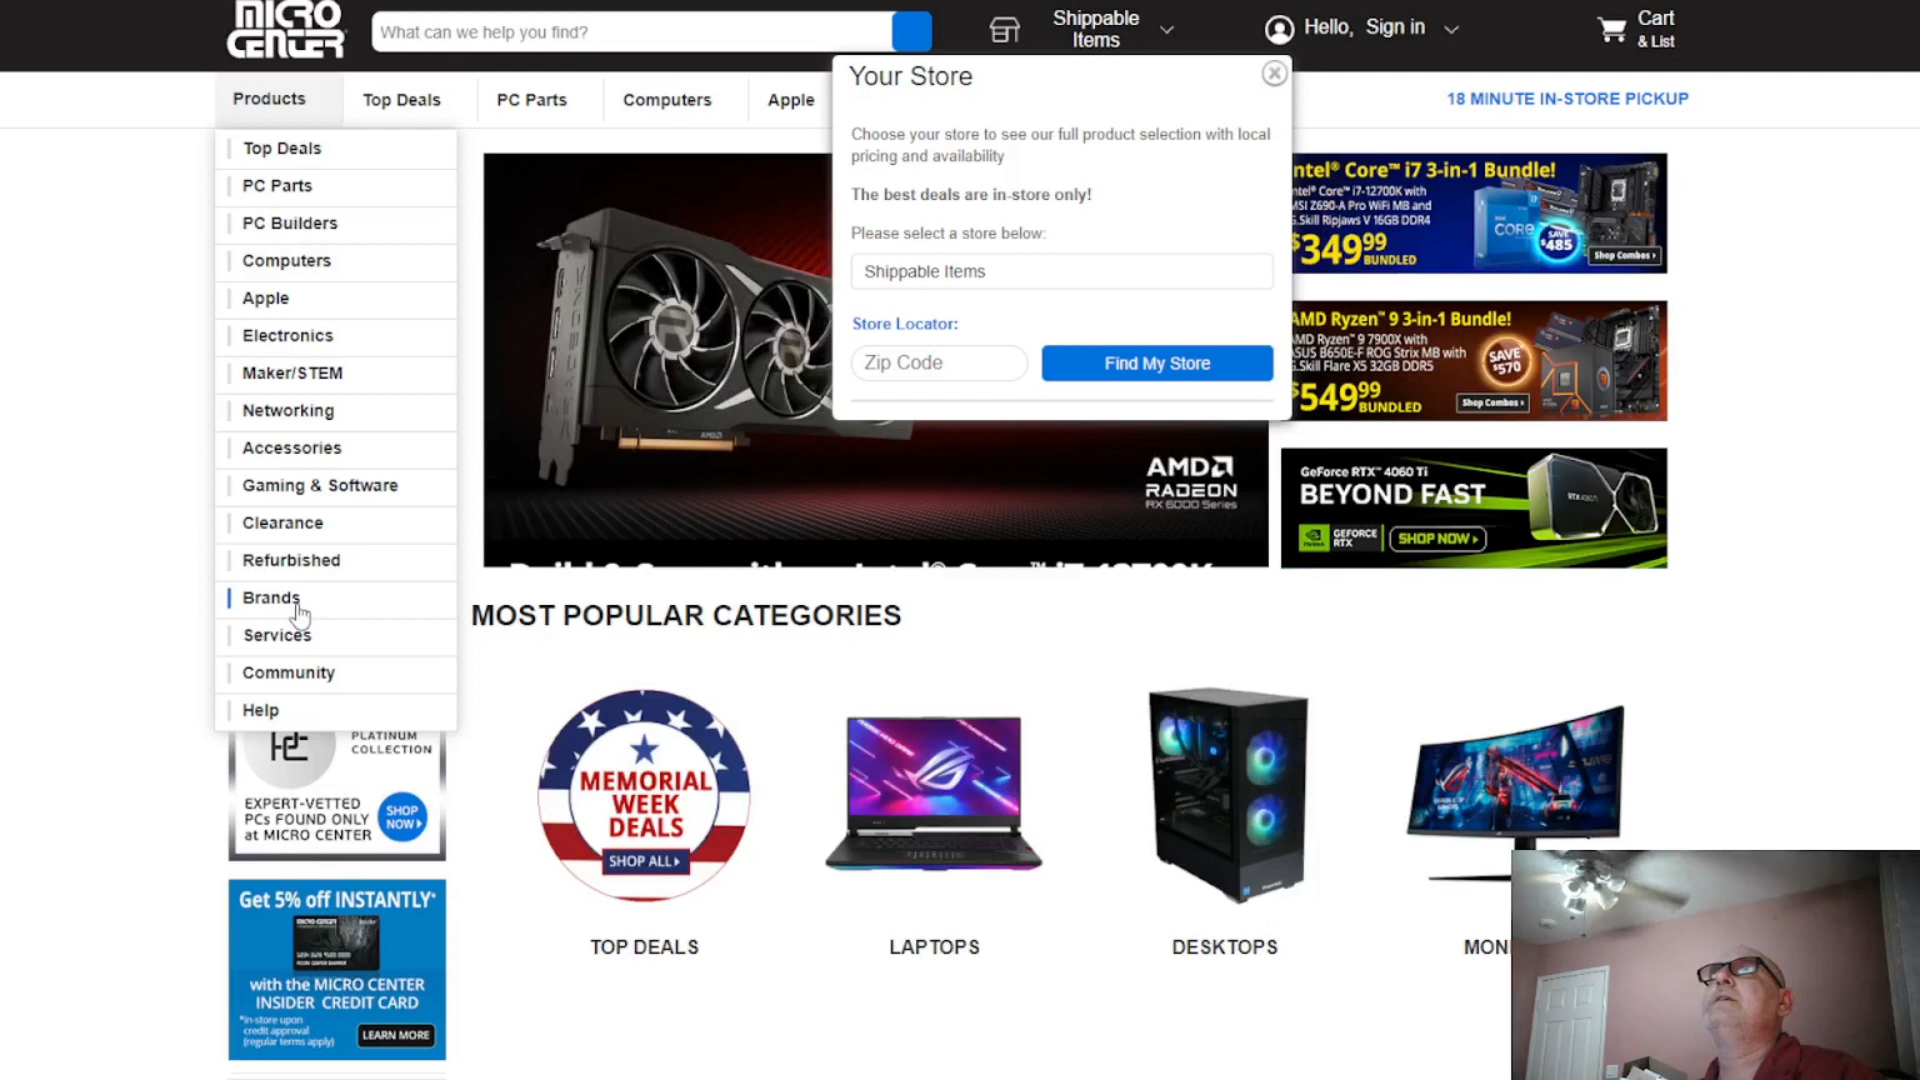 MICRO
CENTER
What can we help you find?
Shippable
Items
Hello, Sign in
Cart
& List
Products
Top Deals
PC Parts
Computers
Apple
18 MINUTE IN-STORE PICKUP
Top Deals
PC Parts
PC Builders
Computers
Apple
Electronics
Maker/STEM
Networking
Accessories
Gaming & Software
Clearance
Refurbished
Brands
Services
Community
Help
Your Store
Choose your store to see our full product selection with local
pricing and availability
The best deals are in-store only!
Please select a store below:
Shippable Items
Store Locator:
Zip Code
Find My Store
AMD
RADEON
RX 6000 Series
ntel® Core™ i7 3-in-1 Bundle!
ntel® Core™ i7-12700K with
MSI Z690-A Pro WiFi MB and
G.Skill Ripjaws V 16GB DDR4
$349.99
BUNDLED
CORE
SAVE
$485
Shop Combos
AMD Ryzen™ 9 3-in-1 Bundle!
AMD Ryzen™ 9 7900X with
ASUS B650E-F ROG Strix MB with
G.Skill Flare X5 32GB DDR5
$549.99
BUNDLED
SAVE
$570
Shop Combos
GeForce RTX™ 4060 Ti
BEYOND FAST
GEFORCE
RTX
SHOP NOW
MOST POPULAR CATEGORIES
PLATINUM
COLLECTION
EXPERT-VETTED
PCs FOUND ONLY
at MICRO CENTER
SHOP
NOW
Get 5% off INSTANTLY*
with the MICRO CENTER
INSIDER CREDIT CARD
*in-store upon
credit approval
(regular terms apply)
LEARN MORE
MEMORIAL
WEEK
DEALS
SHOP ALL
TOP DEALS
LAPTOPS
DESKTOPS
MON